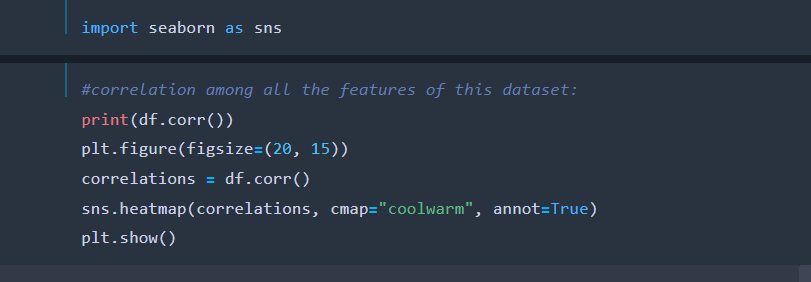 import seaborn as sns
#correlation among all the features of this dataset:
print(df.corr())
plt.figure(figsize=(20, 15))
correlations = df.corr()
sns.heatmap(correlations, cmap="coolwarm", annot=True)
plt.show()